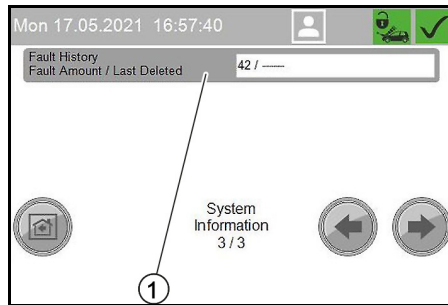 Mon 17.05.2021 16:57:40
Fault History
Fault Amount / Last Deleted
42 / -------
System
Information
3 / 3
1